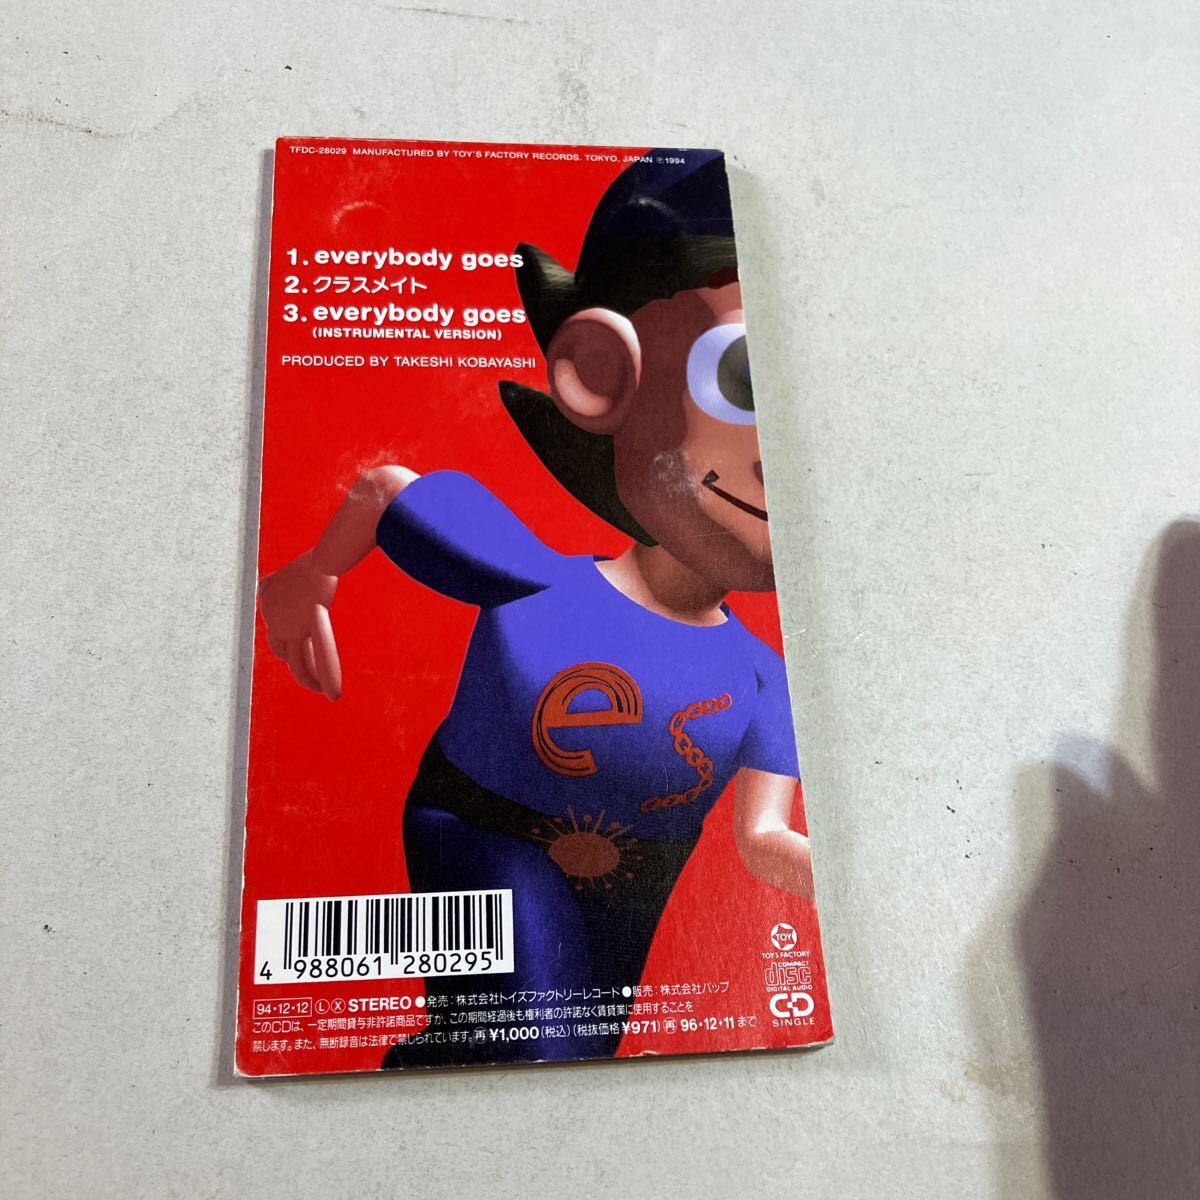 TFDC-28029 MANUFACTURED BY TOY'S FACTORY RECORDS. TOKYO, JAPAN ℗1994
1. everybody goes
2. クラスメイト
3. everybody goes
(INSTRUMENTAL VERSION)
PRODUCED BY TAKESHI KOBAYASHI
es
TOY
TOY'S FACTORY
COMPACT
disc
DIGITAL AUDIO
CD
SINGLE
4 988061 280295
94・12・12 Ⓛ Ⓧ STEREO ●発売：株式会社トイズファクトリーレコード ●販売：株式会社バップ
このCDは、一定期間貸与非許諾商品ですが、この期間経過後も権利者の許諾なく賃貸業に使用することを
禁じます。また、無断録音は法律で禁じられています。㊢¥1,000(税込)(税抜価格¥971)㊢96・12・11まで